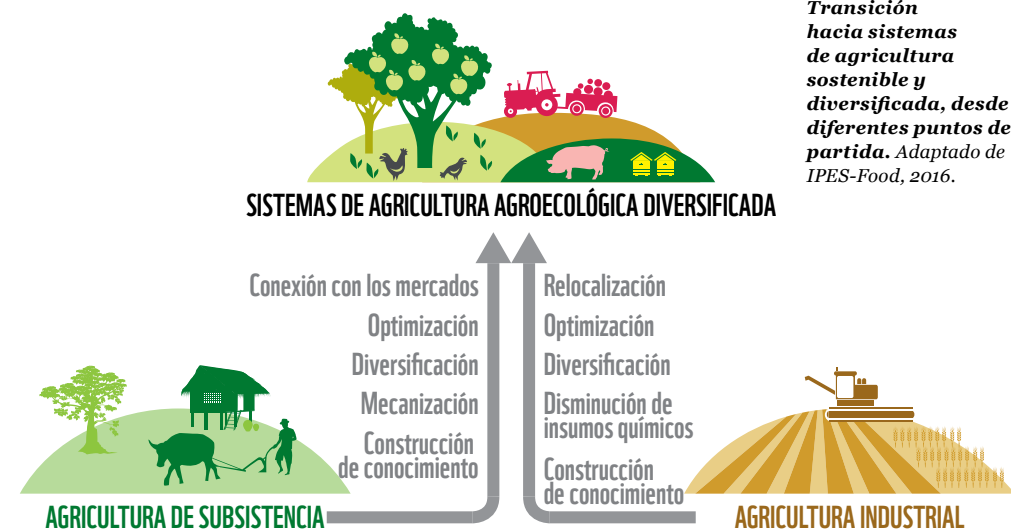 Transición
hacia sistemas
de agricultura
sostenible y
diversificada, desde
diferentes puntos de
partida. Adaptado de
IPES-Food, 2016.
SISTEMAS DE AGRICULTURA AGROECOLÓGICA DIVERSIFICADA
Conexión con los mercados
Optimización
Diversificación
Mecanización
Construcción
de conocimiento
Relocalización
Optimización
Diversificación
Disminución de
insumos químicos
Construcción
de conocimiento
AGRICULTURA DE SUBSISTENCIA
AGRICULTURA INDUSTRIAL